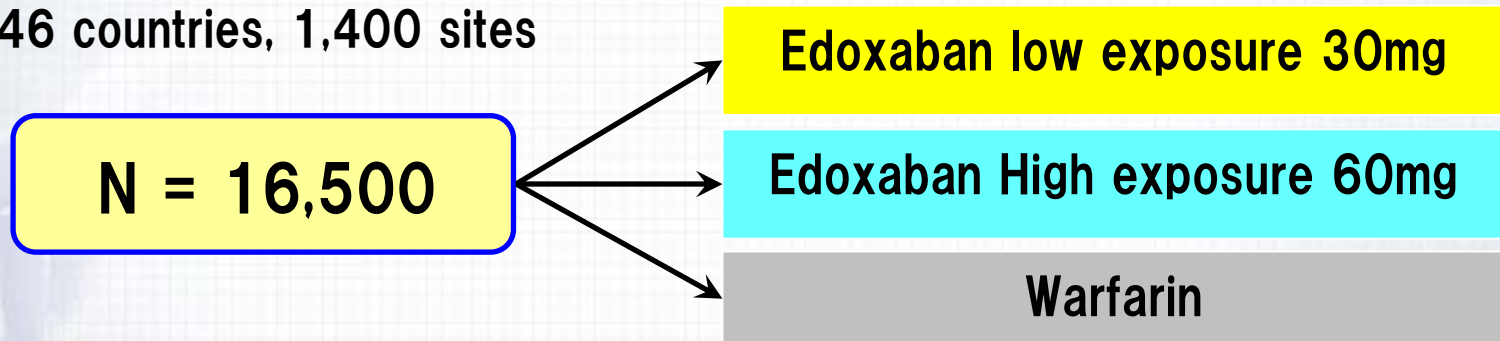 46 countries, 1,400 sites
N = 16,500
Edoxaban low exposure 30mg
Edoxaban High exposure 60mg
Warfarin